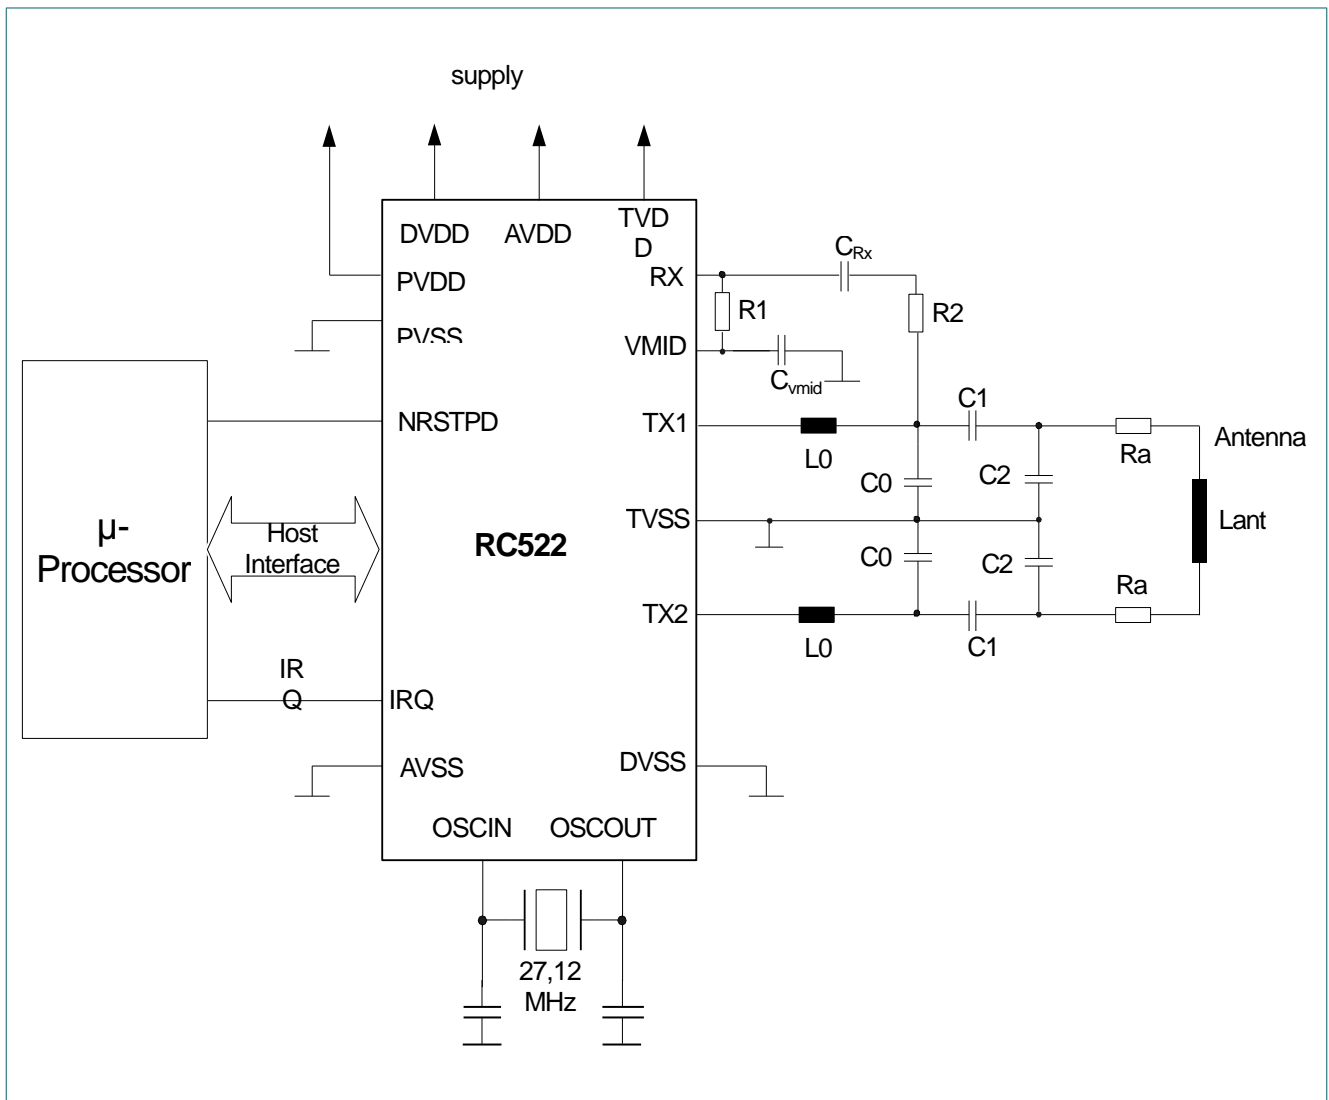 supply
DVDD
AVDD
TVD
D
PVDD
RX
CRx
PVSS
R1
R2
VMID
Cvmid
NRSTPD
TX1
L0
C1
Ra
Antenna
C0
C2
µ-
Processor
Host
Interface
RC522
TVSS
Lant
C0
C2
TX2
L0
C1
Ra
IR
Q
IRQ
AVSS
DVSS
OSCIN
OSCOUT
27,12
MHz